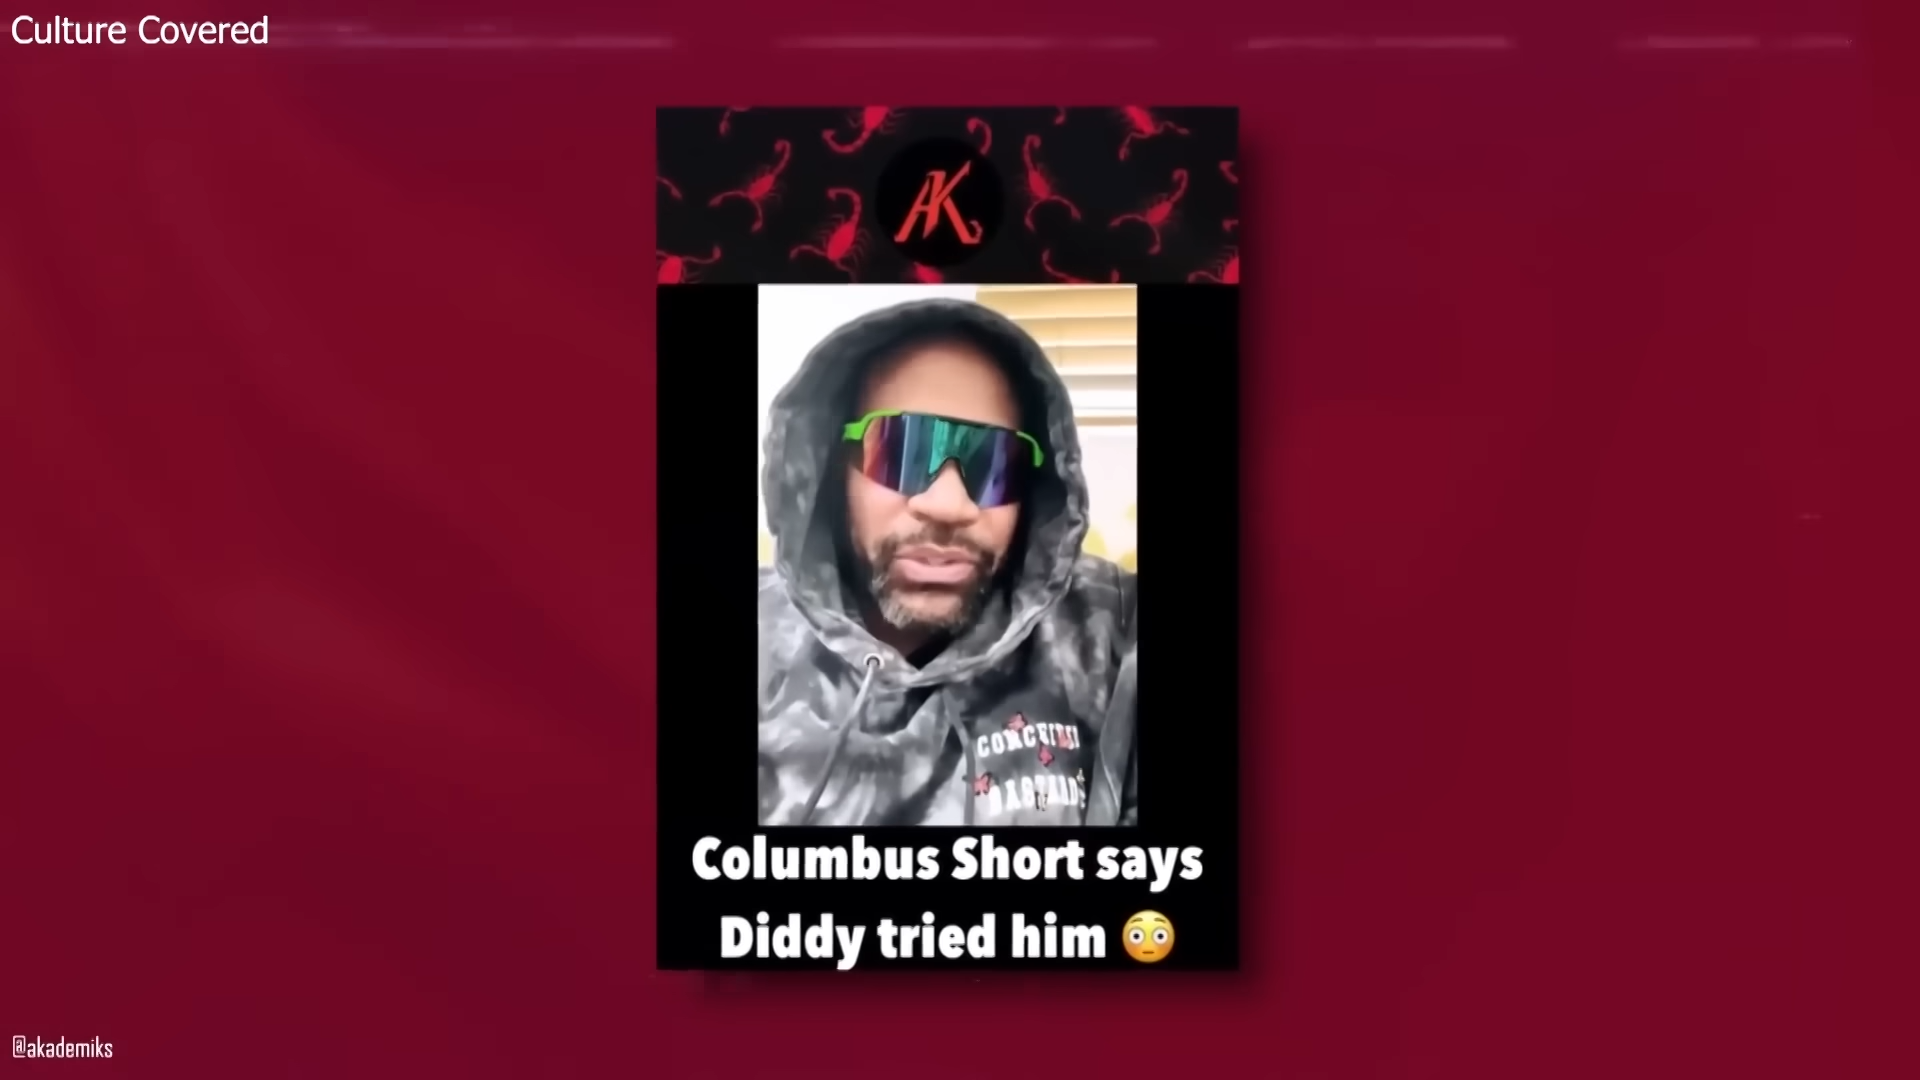 Culture Covered
AK
Columbus Short says
Diddy tried him 😳
@akademiks